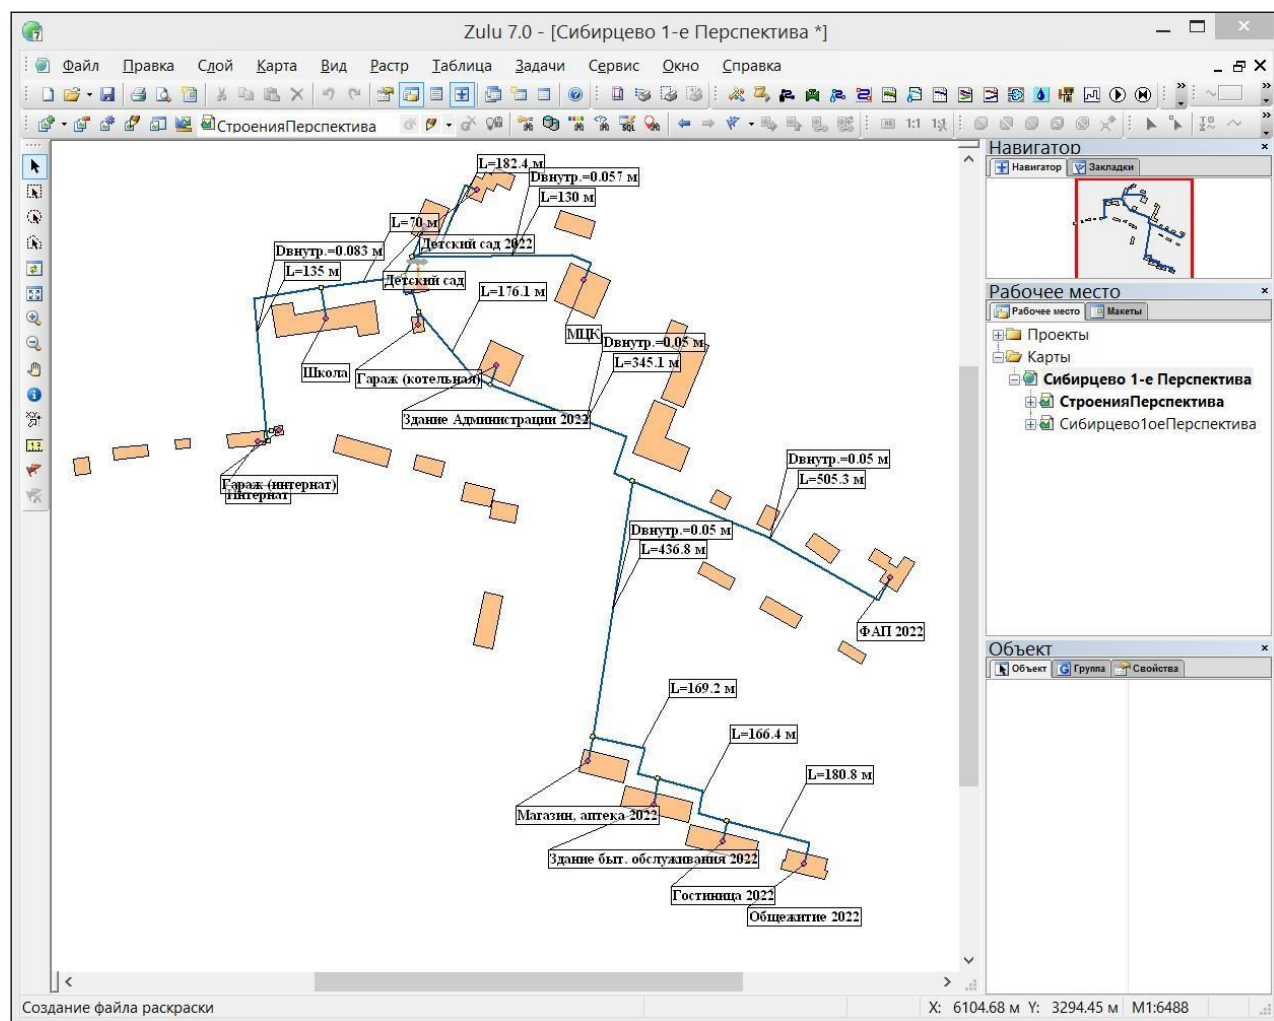 Zulu 7.0 - [Сибирцево 1-е Перспектива *]
Файл Правка Слой Карта Вид Растр Таблица Задачи Сервис Окно Справка
СтроенияПерспектива
1:1
SQL
L=182.4 м
Dвнутр.=0.057 м
L=130 м
L=70 м
Детский сад 2022
Dвнутр.=0.083 м
L=135 м
Детский сад
L=176.1 м
МЦК
Dвнутр.=0.05 м
L=345.1 м
Школа
Гараж (котельная)
Здание Администрации 2022
Dвнутр.=0.05 м
L=505.3 м
Гараж (интернат)
Интернат
Dвнутр.=0.05 м
L=436.8 м
ФАП 2022
L=169.2 м
L=166.4 м
L=180.8 м
Магазин, аптека 2022
Здание быт. обслуживания 2022
Гостиница 2022
Общежитие 2022
Навигатор
Навигатор Закладки
Рабочее место
Рабочее место Макеты
Проекты
Карты
Сибирцево 1-е Перспектива
СтроенияПерспектива
Сибирцево1оеПерспектива
Объект
Объект Группа Свойства
Создание файла раскраски
X: 6104.68 м Y: 3294.45 м М1:6488